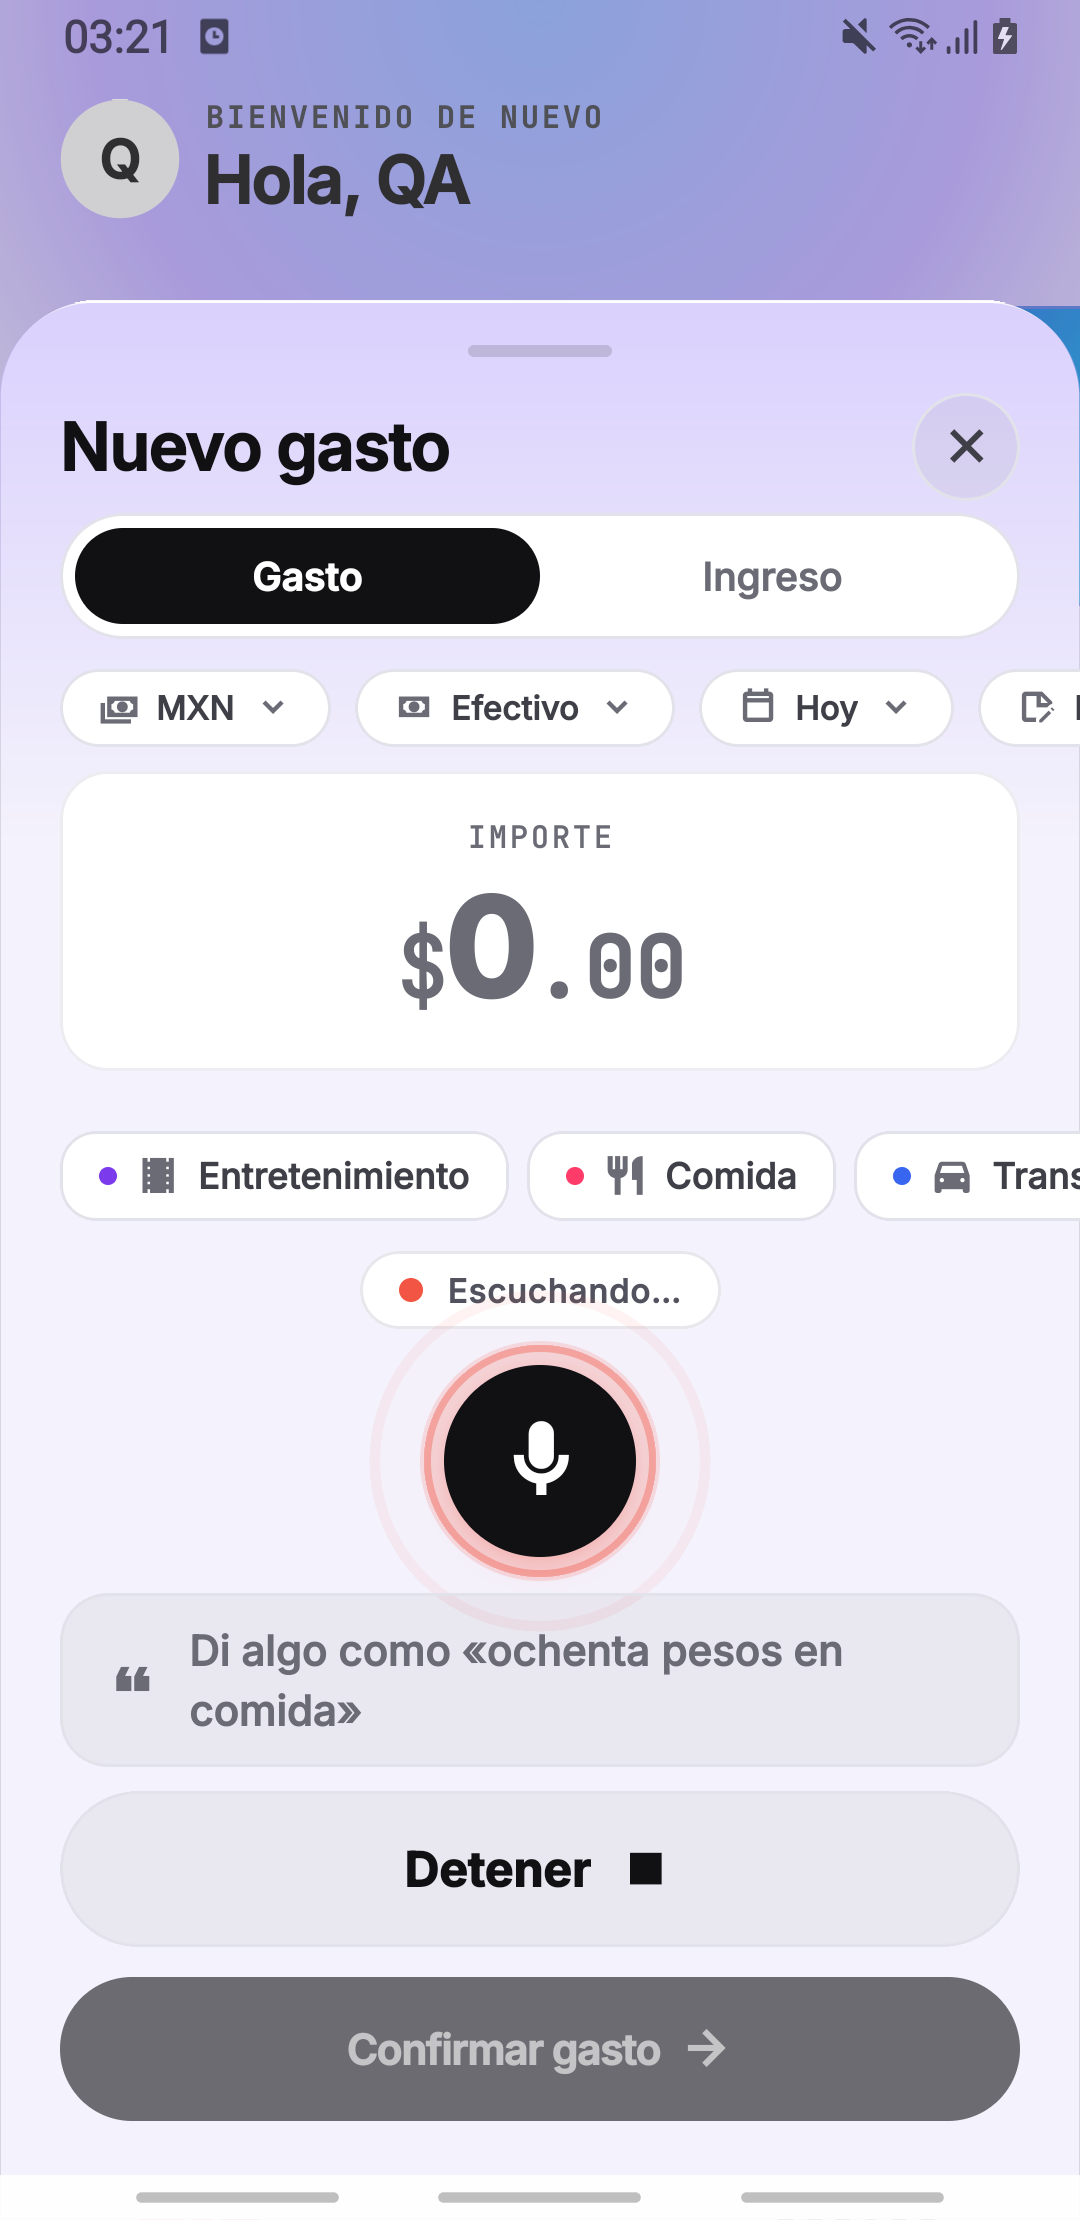 03:21
Q
BIENVENIDO DE NUEVO
Hola, QA
Nuevo gasto
Gasto
Ingreso
MXN
Efectivo
Hoy
IMPORTE
$0.00
Entretenimiento
Comida
Trans
Escuchando...
Di algo como «ochenta pesos en
comida»
Detener
Confirmar gasto →